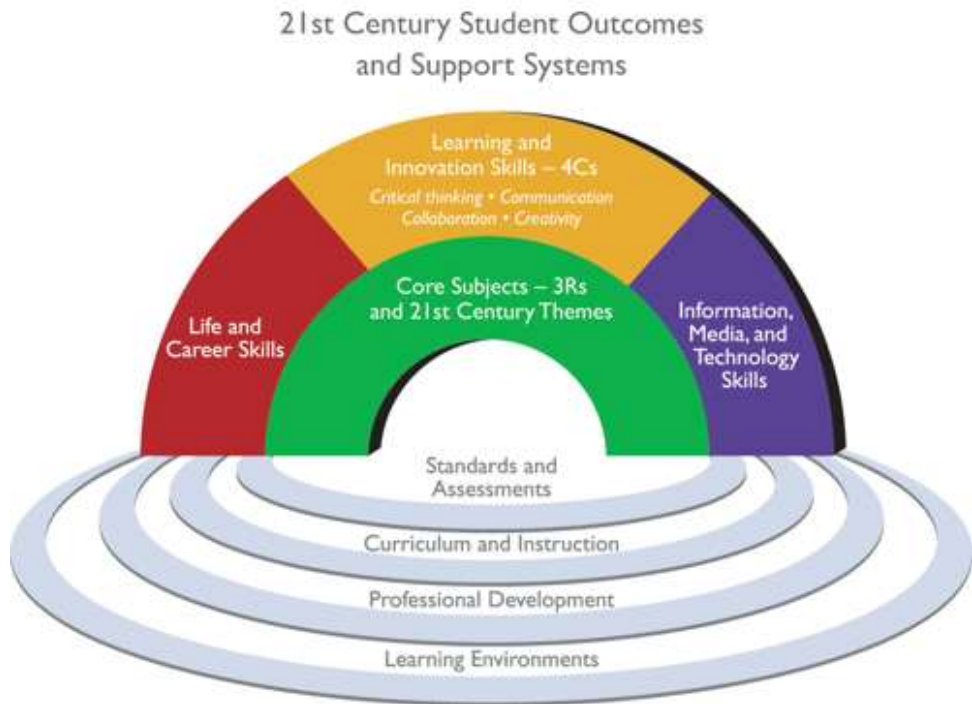 21st Century Student Outcomes
and Support Systems
Learning and
Innovation Skills – 4Cs
Critical thinking • Communication
Collaboration • Creativity
Core Subjects – 3Rs
and 21st Century Themes
Life and
Career Skills
Information,
Media, and
Technology
Skills
Standards and
Assessments
Curriculum and Instruction
Professional Development
Learning Environments